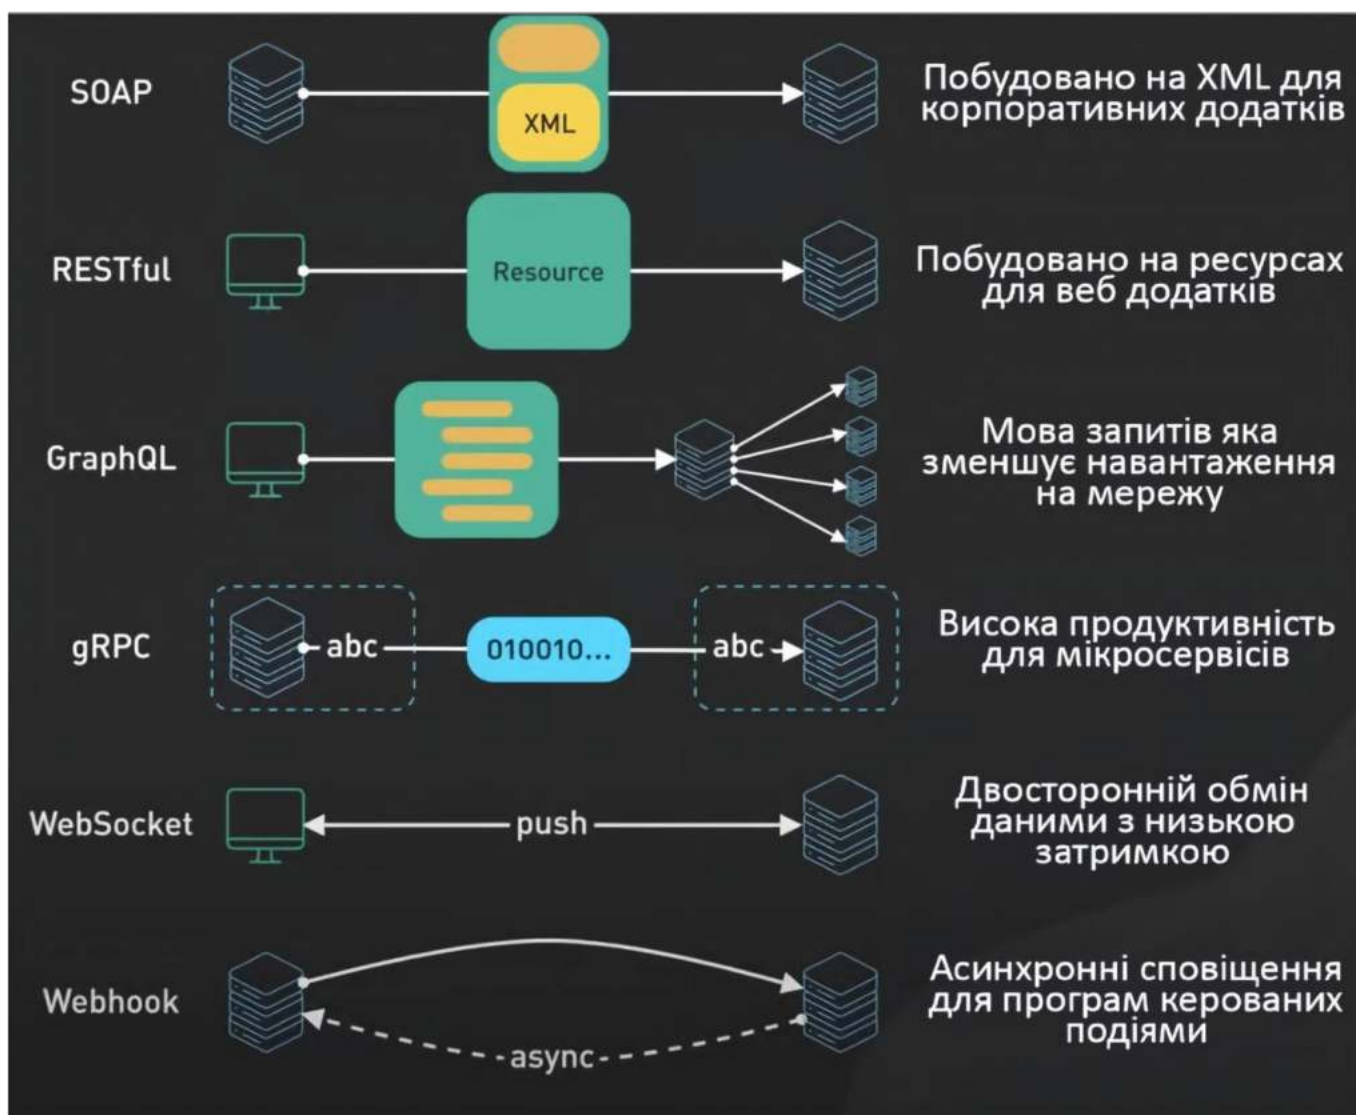 SOAP
XML
Побудовано на XML для
корпоративних додатків
RESTful
Resource
Побудовано на ресурсах
для веб додатків
GraphQL
Мова запитів яка
зменшує навантаження
на мережу
gRPC
abc
010010...
abc
Висока продуктивність
для мікросервісів
WebSocket
push
Двосторонній обмін
даними з низькою
затримкою
Webhook
async
Асинхронні сповіщення
для програм керованих
подіями